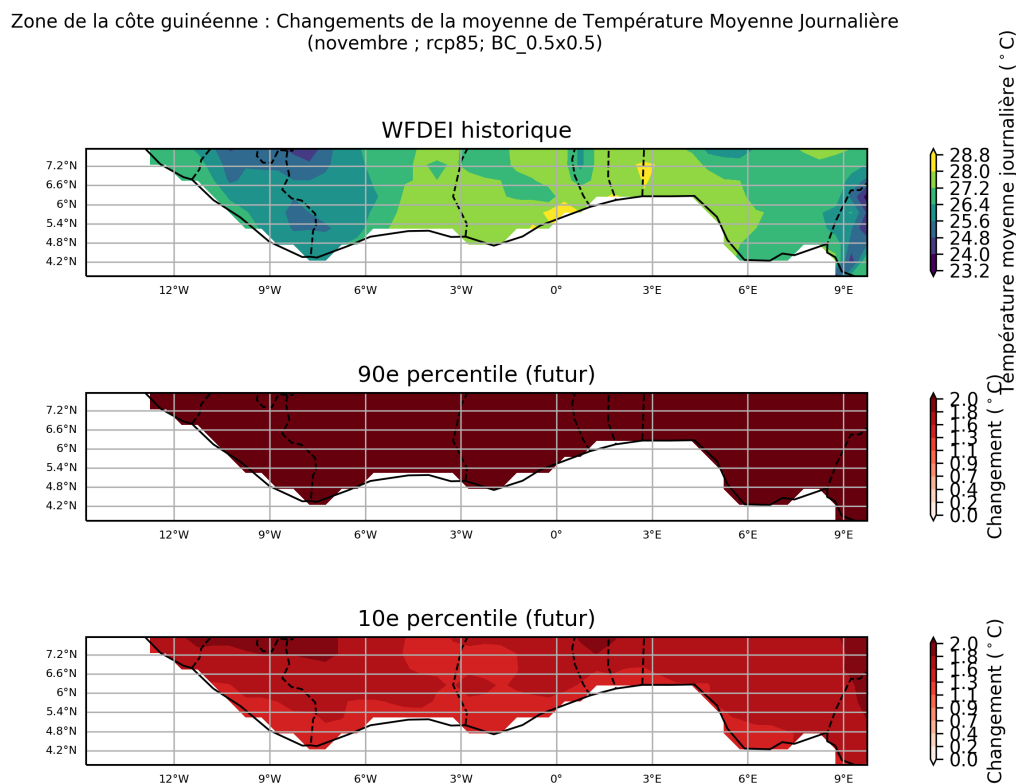 Zone de la côte guinéenne : Changements de la moyenne de Température Moyenne Journalière
(novembre ; rcp85; BC_0.5x0.5)
WFDEI historique
7.2°N
6.6°N
6°N
5.4°N
4.8°N
4.2°N
12°W 9°W 6°W 3°W 0° 3°E 6°E 9°E
28.8
28.0
27.2
26.4
25.6
24.8
24.0
23.2
Température moyenne journalière (°C)
90e percentile (futur)
7.2°N
6.6°N
6°N
5.4°N
4.8°N
4.2°N
12°W 9°W 6°W 3°W 0° 3°E 6°E 9°E
2.0
1.8
1.6
1.3
1.1
0.9
0.7
0.4
0.2
0.0
Changement (°C)
10e percentile (futur)
7.2°N
6.6°N
6°N
5.4°N
4.8°N
4.2°N
12°W 9°W 6°W 3°W 0° 3°E 6°E 9°E
2.0
1.8
1.6
1.3
1.1
0.9
0.7
0.4
0.2
0.0
Changement (°C)